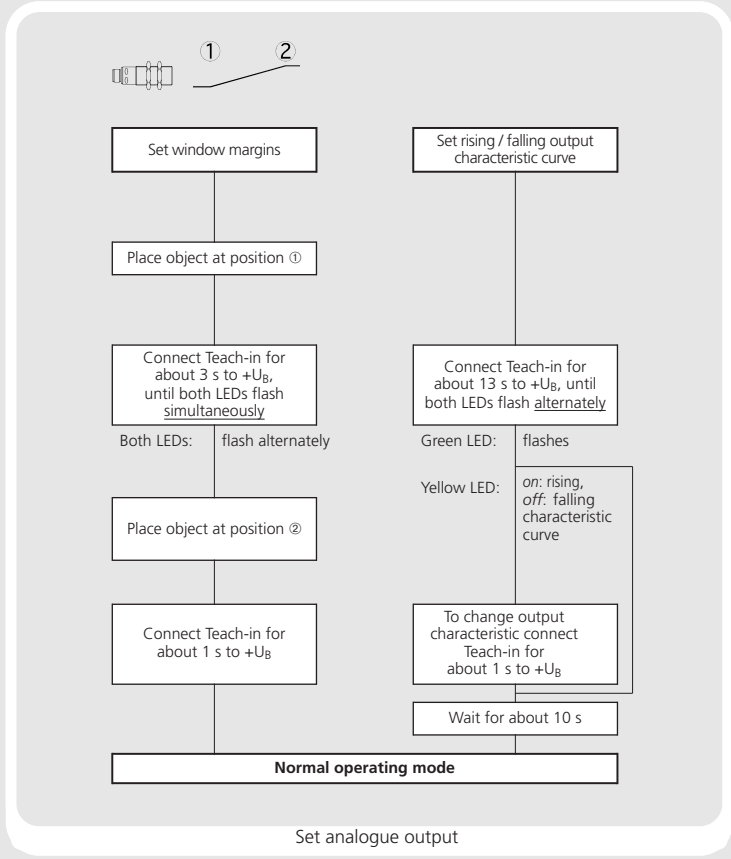 ① ②
Set window margins
Place object at position ①
Connect Teach-in for
about 3 s to +UB,
until both LEDs flash
simultaneously
Both LEDs: flash alternately
Place object at position ②
Connect Teach-in for
about 1 s to +UB
Set rising / falling output
characteristic curve
Connect Teach-in for
about 13 s to +UB, until
both LEDs flash alternately
Green LED: flashes
Yellow LED: on: rising,
off: falling
characteristic
curve
To change output
characteristic connect
Teach-in for
about 1 s to +UB
Wait for about 10 s
Normal operating mode
Set analogue output